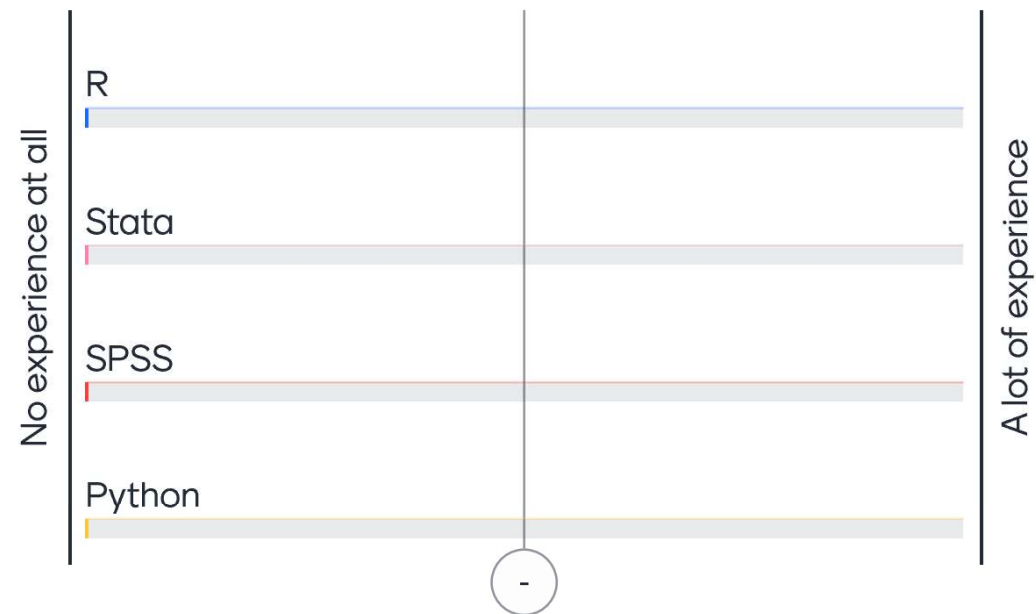 No experience at all
R
Stata
SPSS
Python
-
A lot of experience